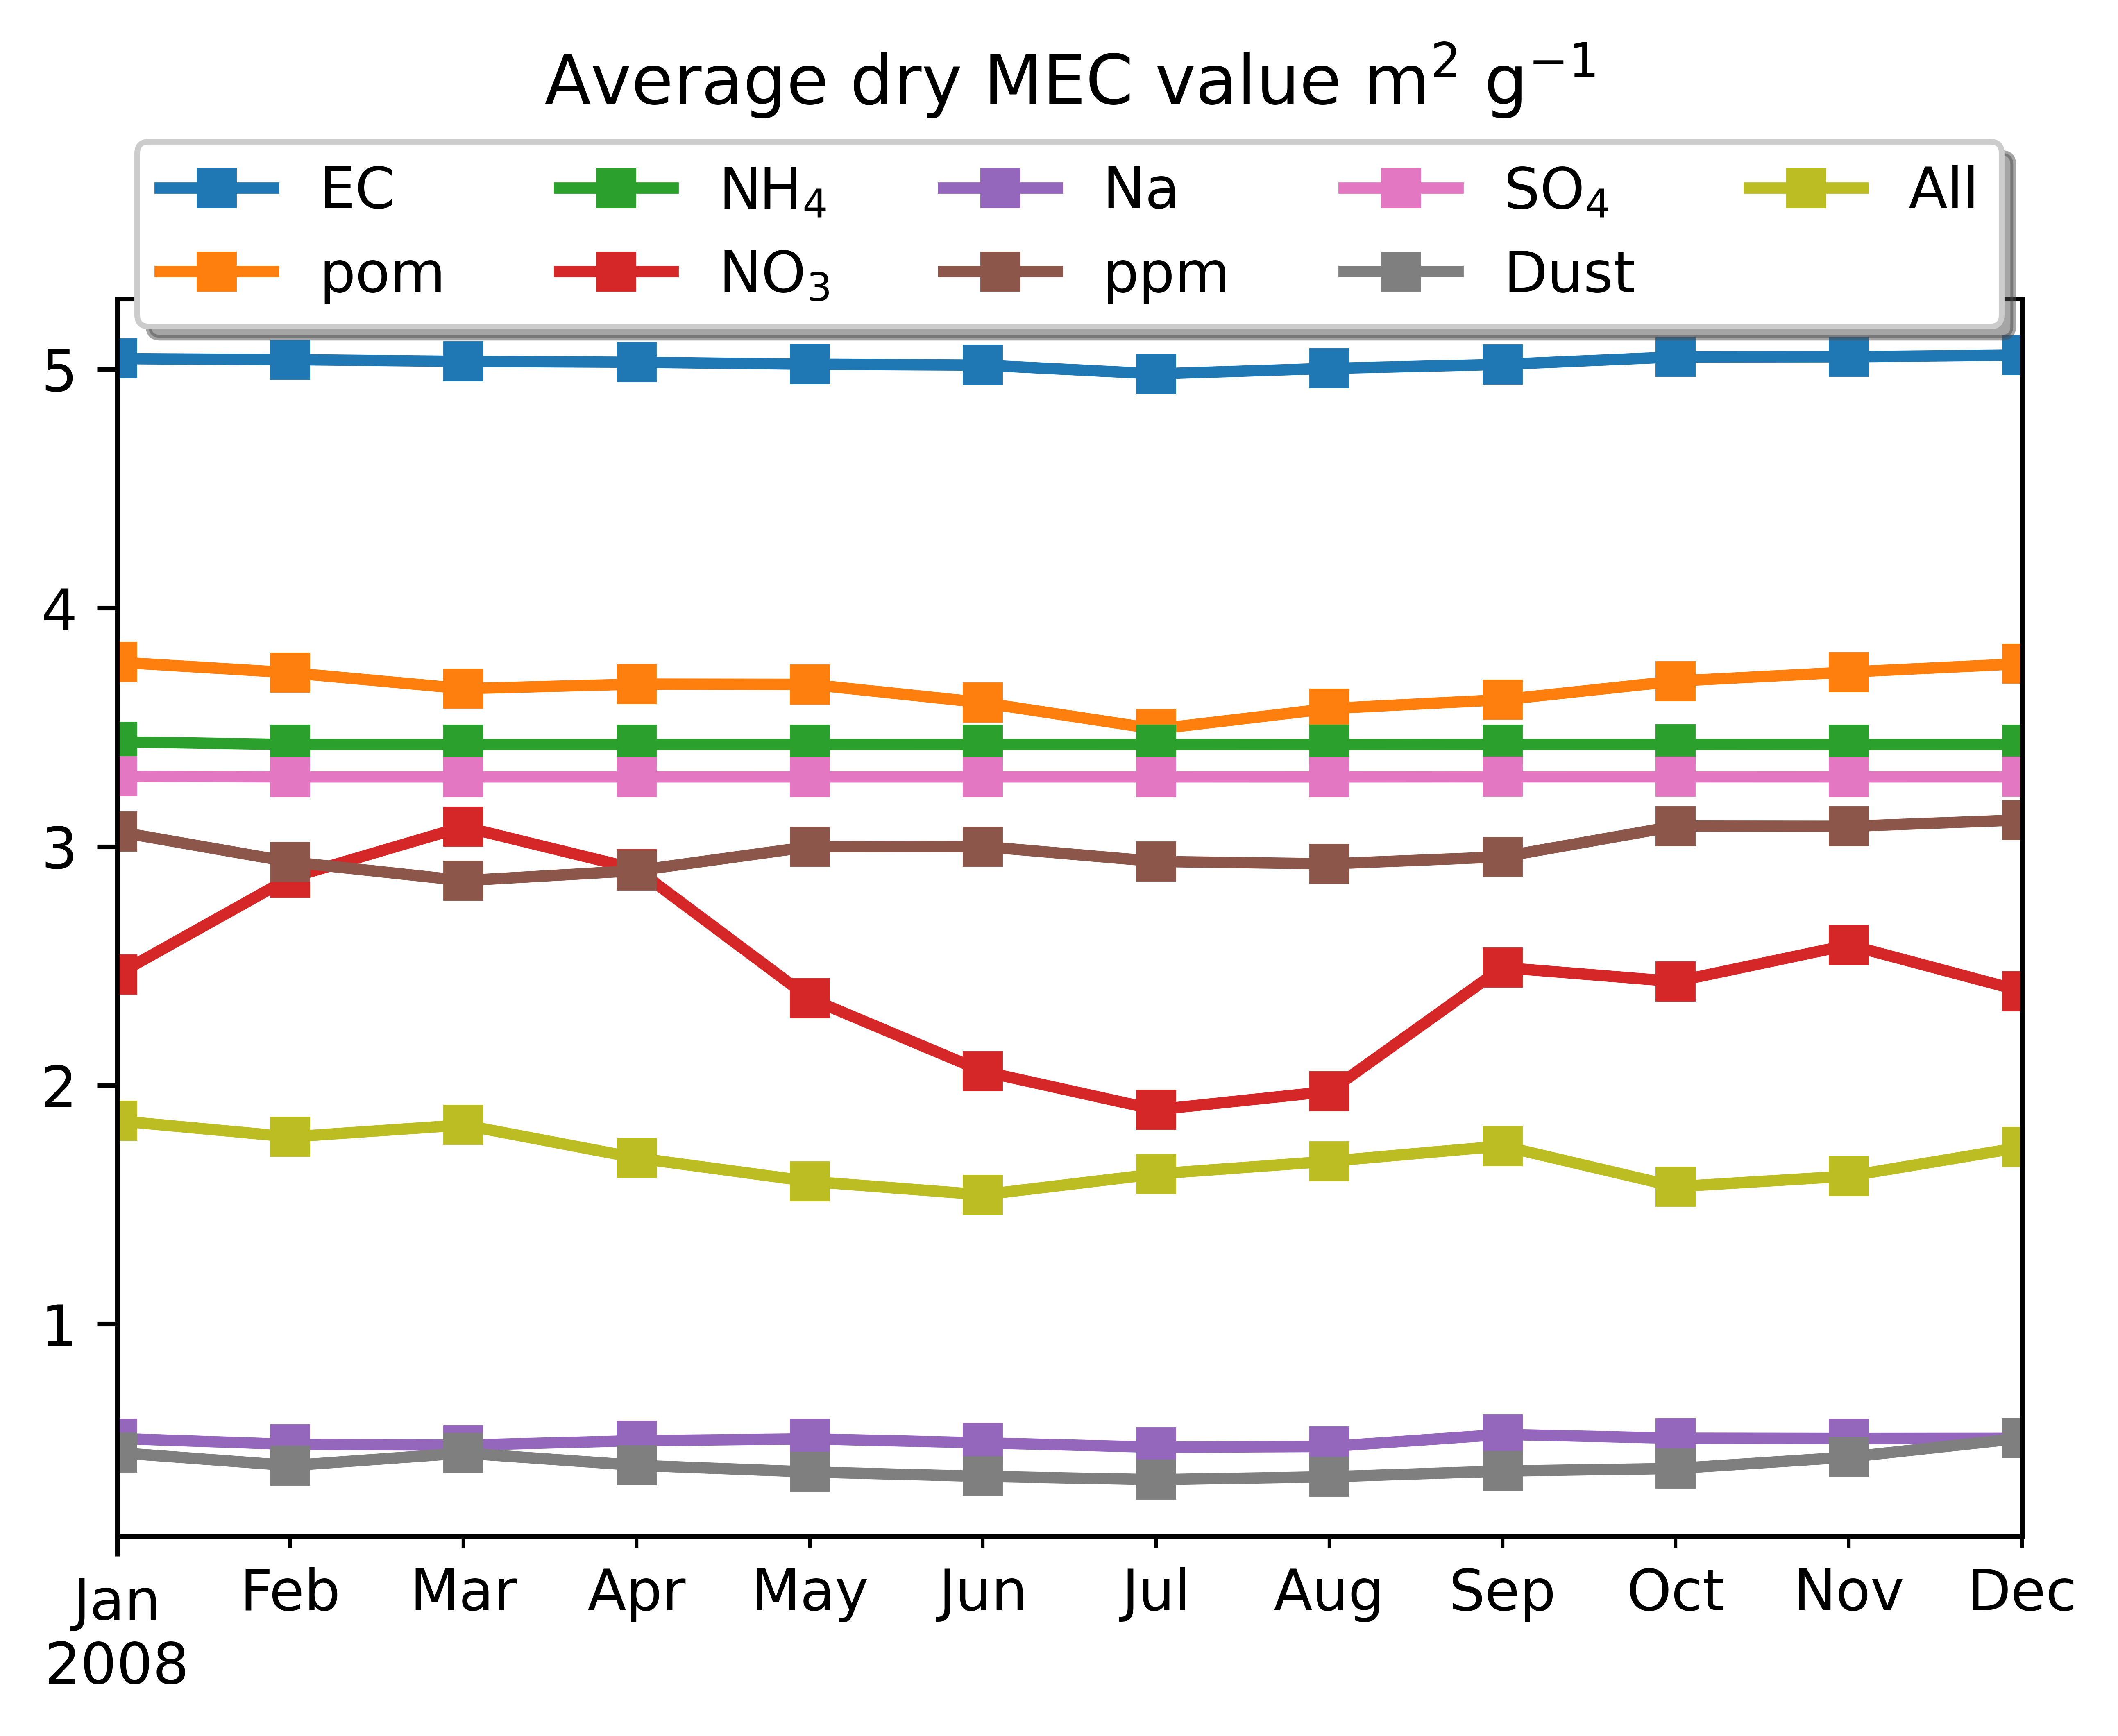 Average dry MEC value m² g⁻¹
EC NH₄ Na SO₄ All
pom NO₃ ppm Dust
5
4
3
2
1
Jan Feb Mar Apr May Jun Jul Aug Sep Oct Nov Dec
2008